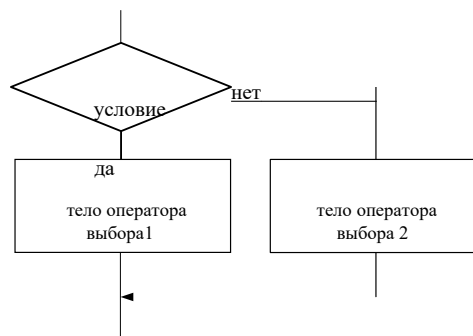 условие
нет
да
тело оператора
выбора1
тело оператора
выбора 2